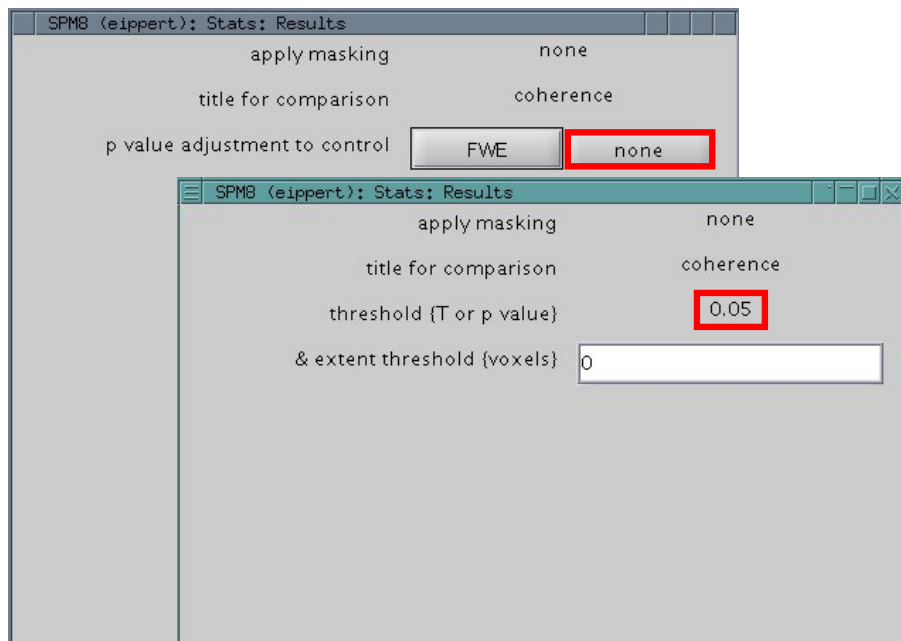 SPM8 (eippert): Stats: Results
apply masking none
title for comparison coherence
p value adjustment to control FWE none
SPM8 (eippert): Stats: Results
apply masking none
title for comparison coherence
threshold {T or p value} 0.05
& extent threshold {voxels} 0